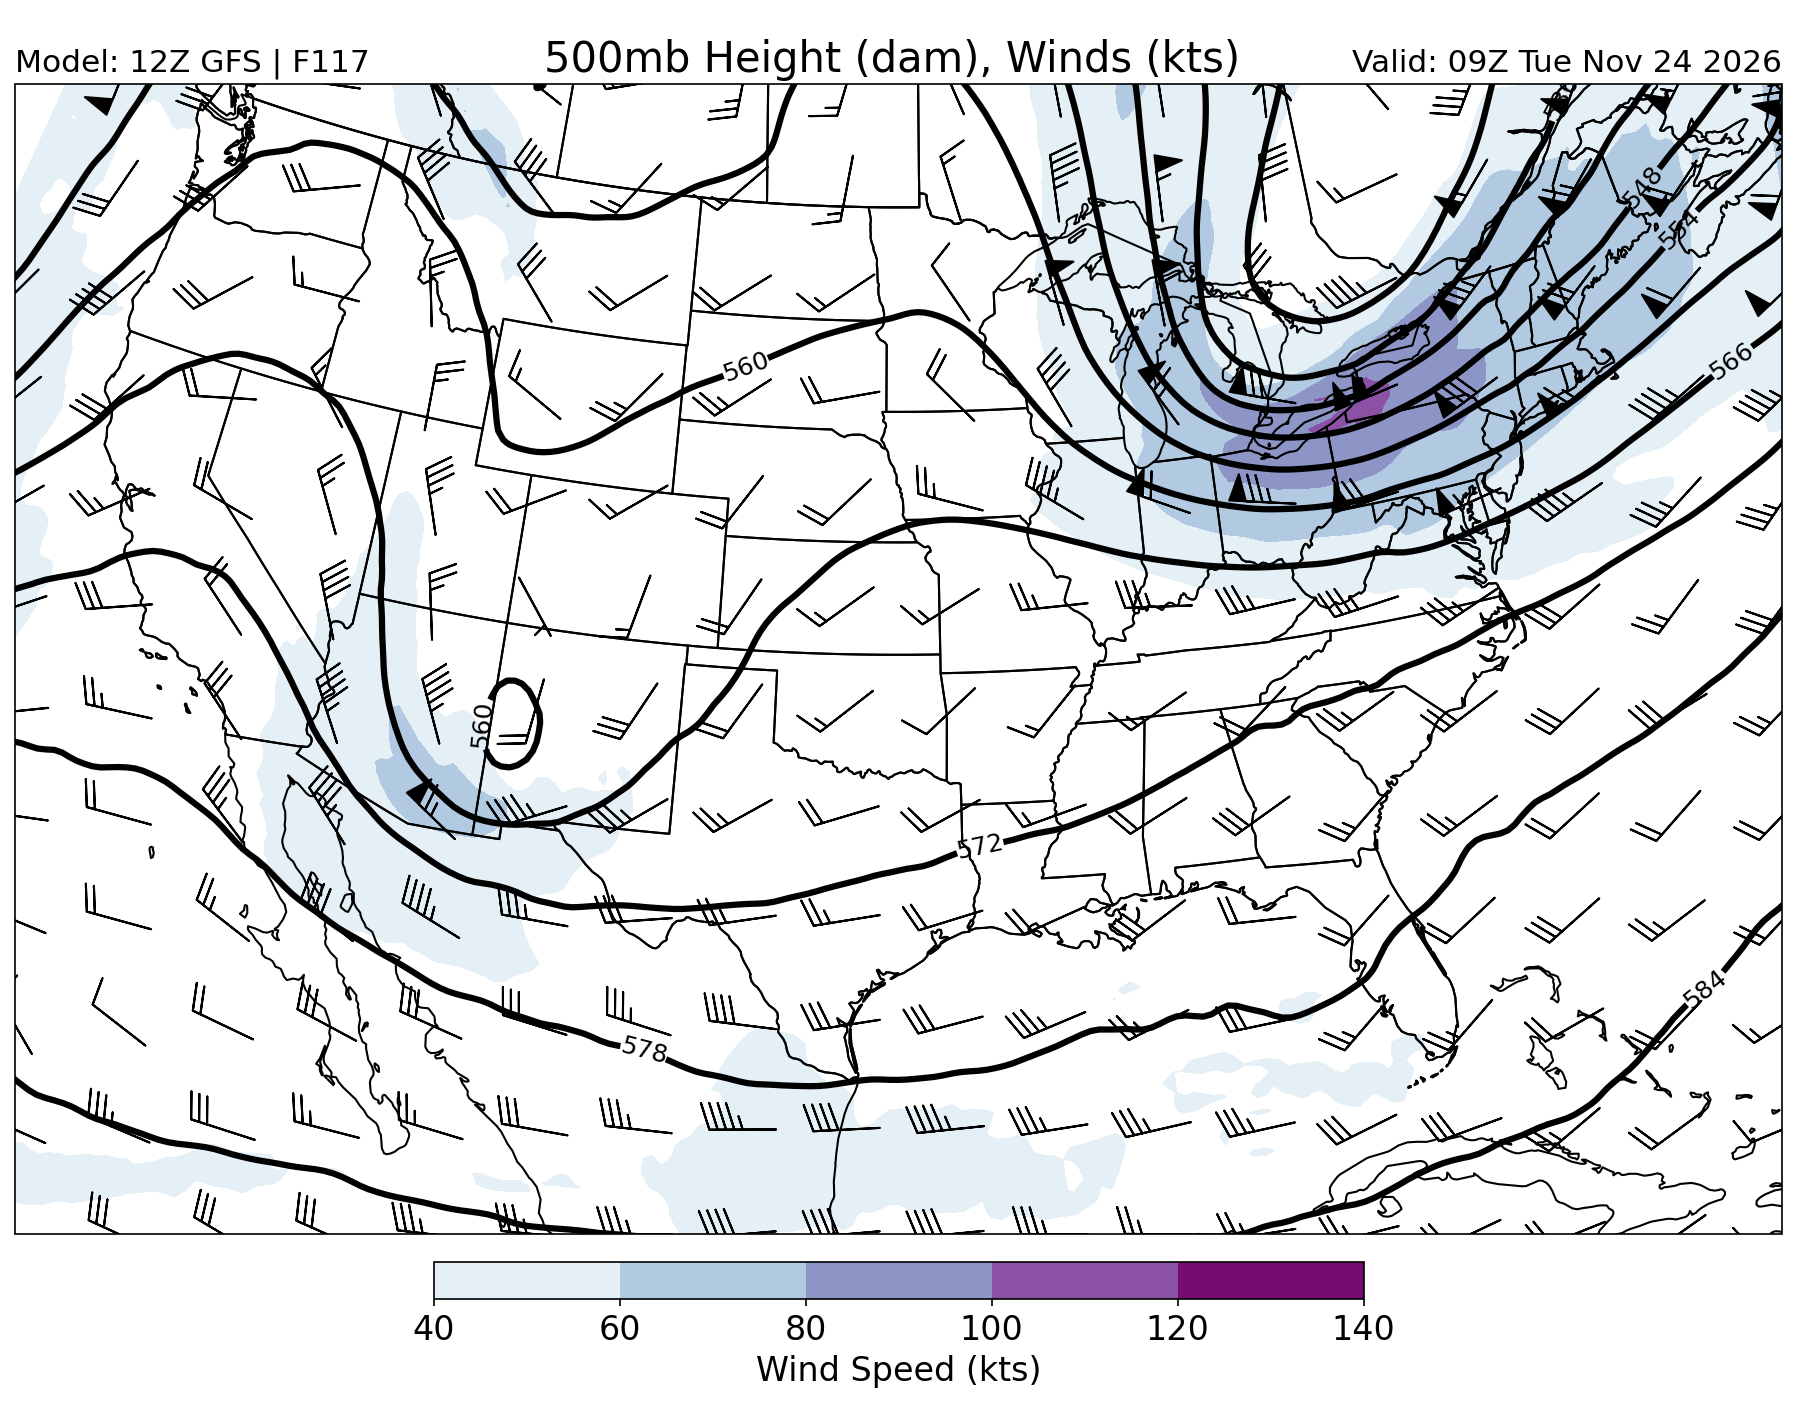 Model: 12Z GFS | F117
500mb Height (dam), Winds (kts)
Valid: 09Z Tue Nov 24 2026
548
554
560
566
560
572
584
578
40 60 80 100 120 140
Wind Speed (kts)